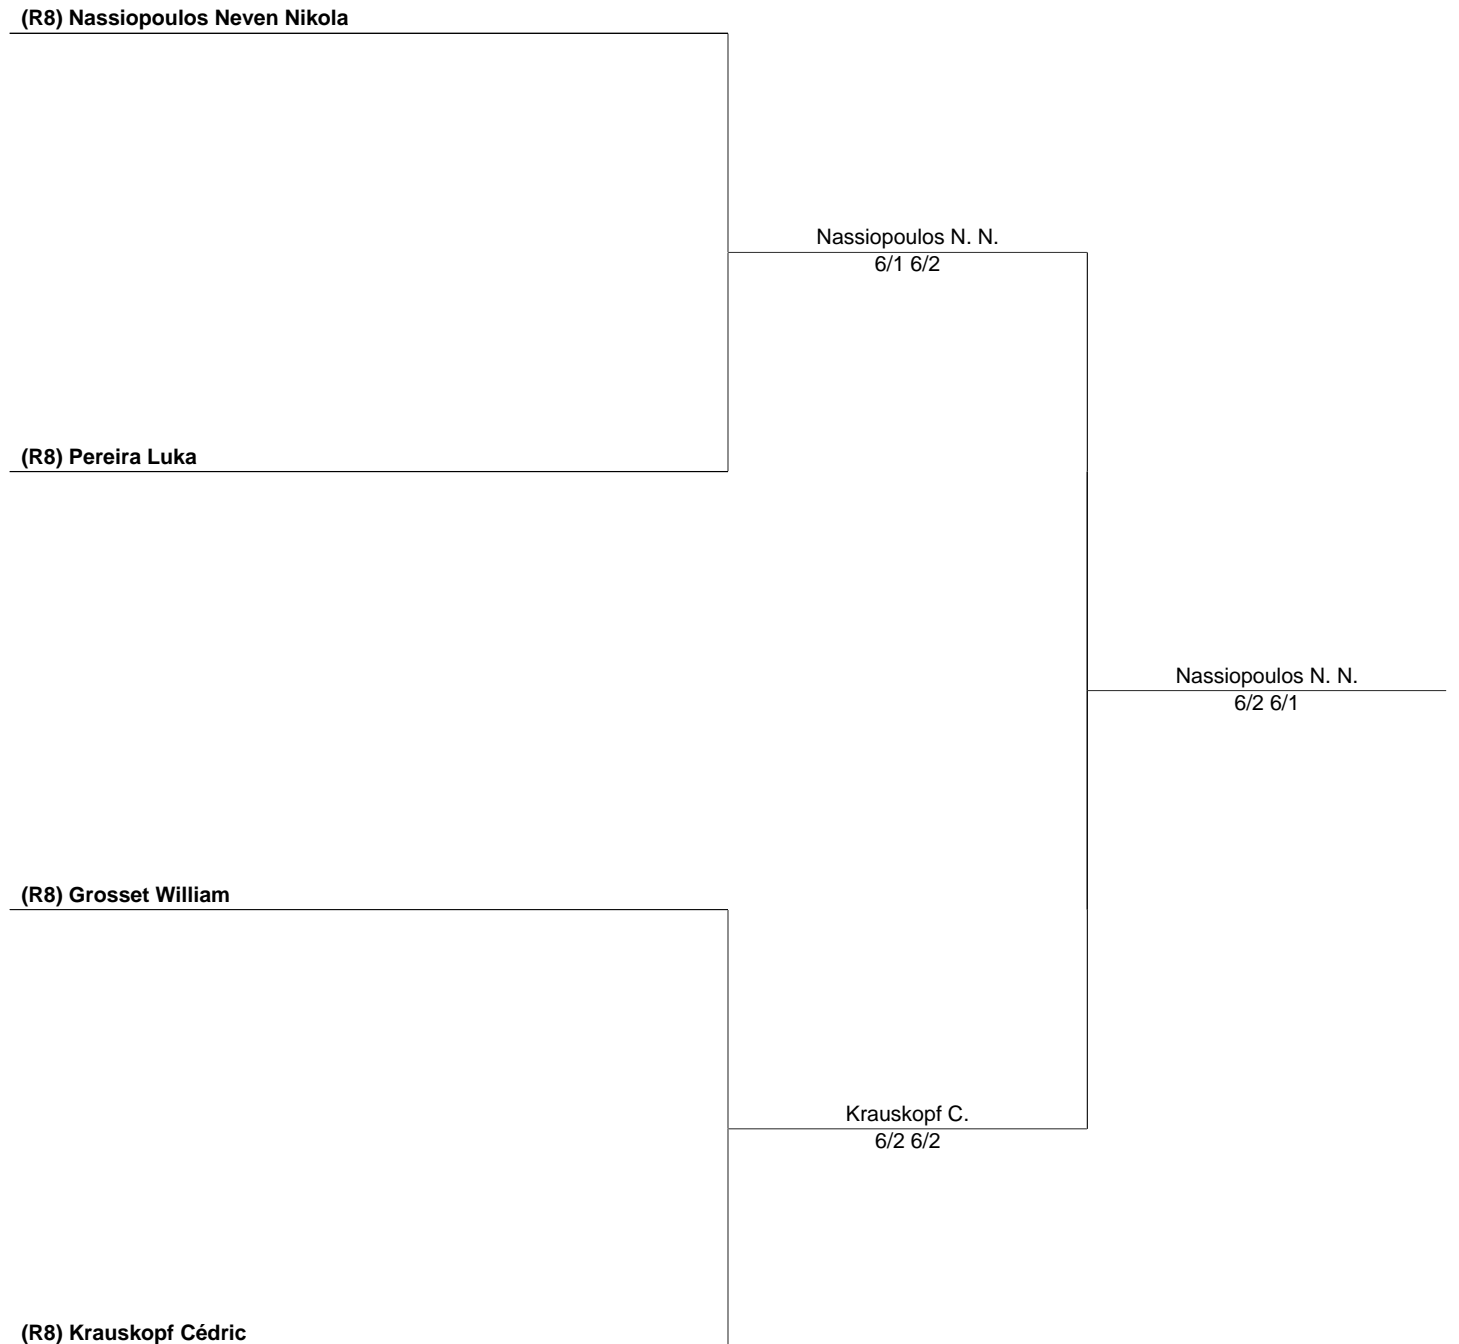 (R8) Nassiopoulos Neven Nikola
Nassiopoulos N. N.
6/1 6/2
(R8) Pereira Luka
Nassiopoulos N. N.
6/2 6/1
(R8) Grosset William
Krauskopf C.
6/2 6/2
(R8) Krauskopf Cédric